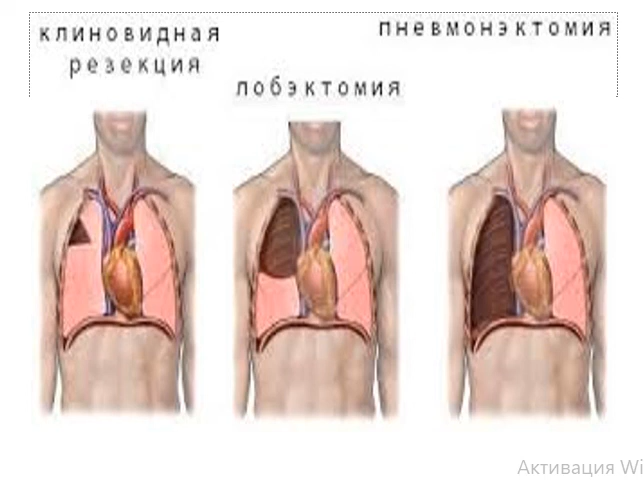 клиновидная
резекция
лобэктомия
пневмонэктомия
Активация Wi